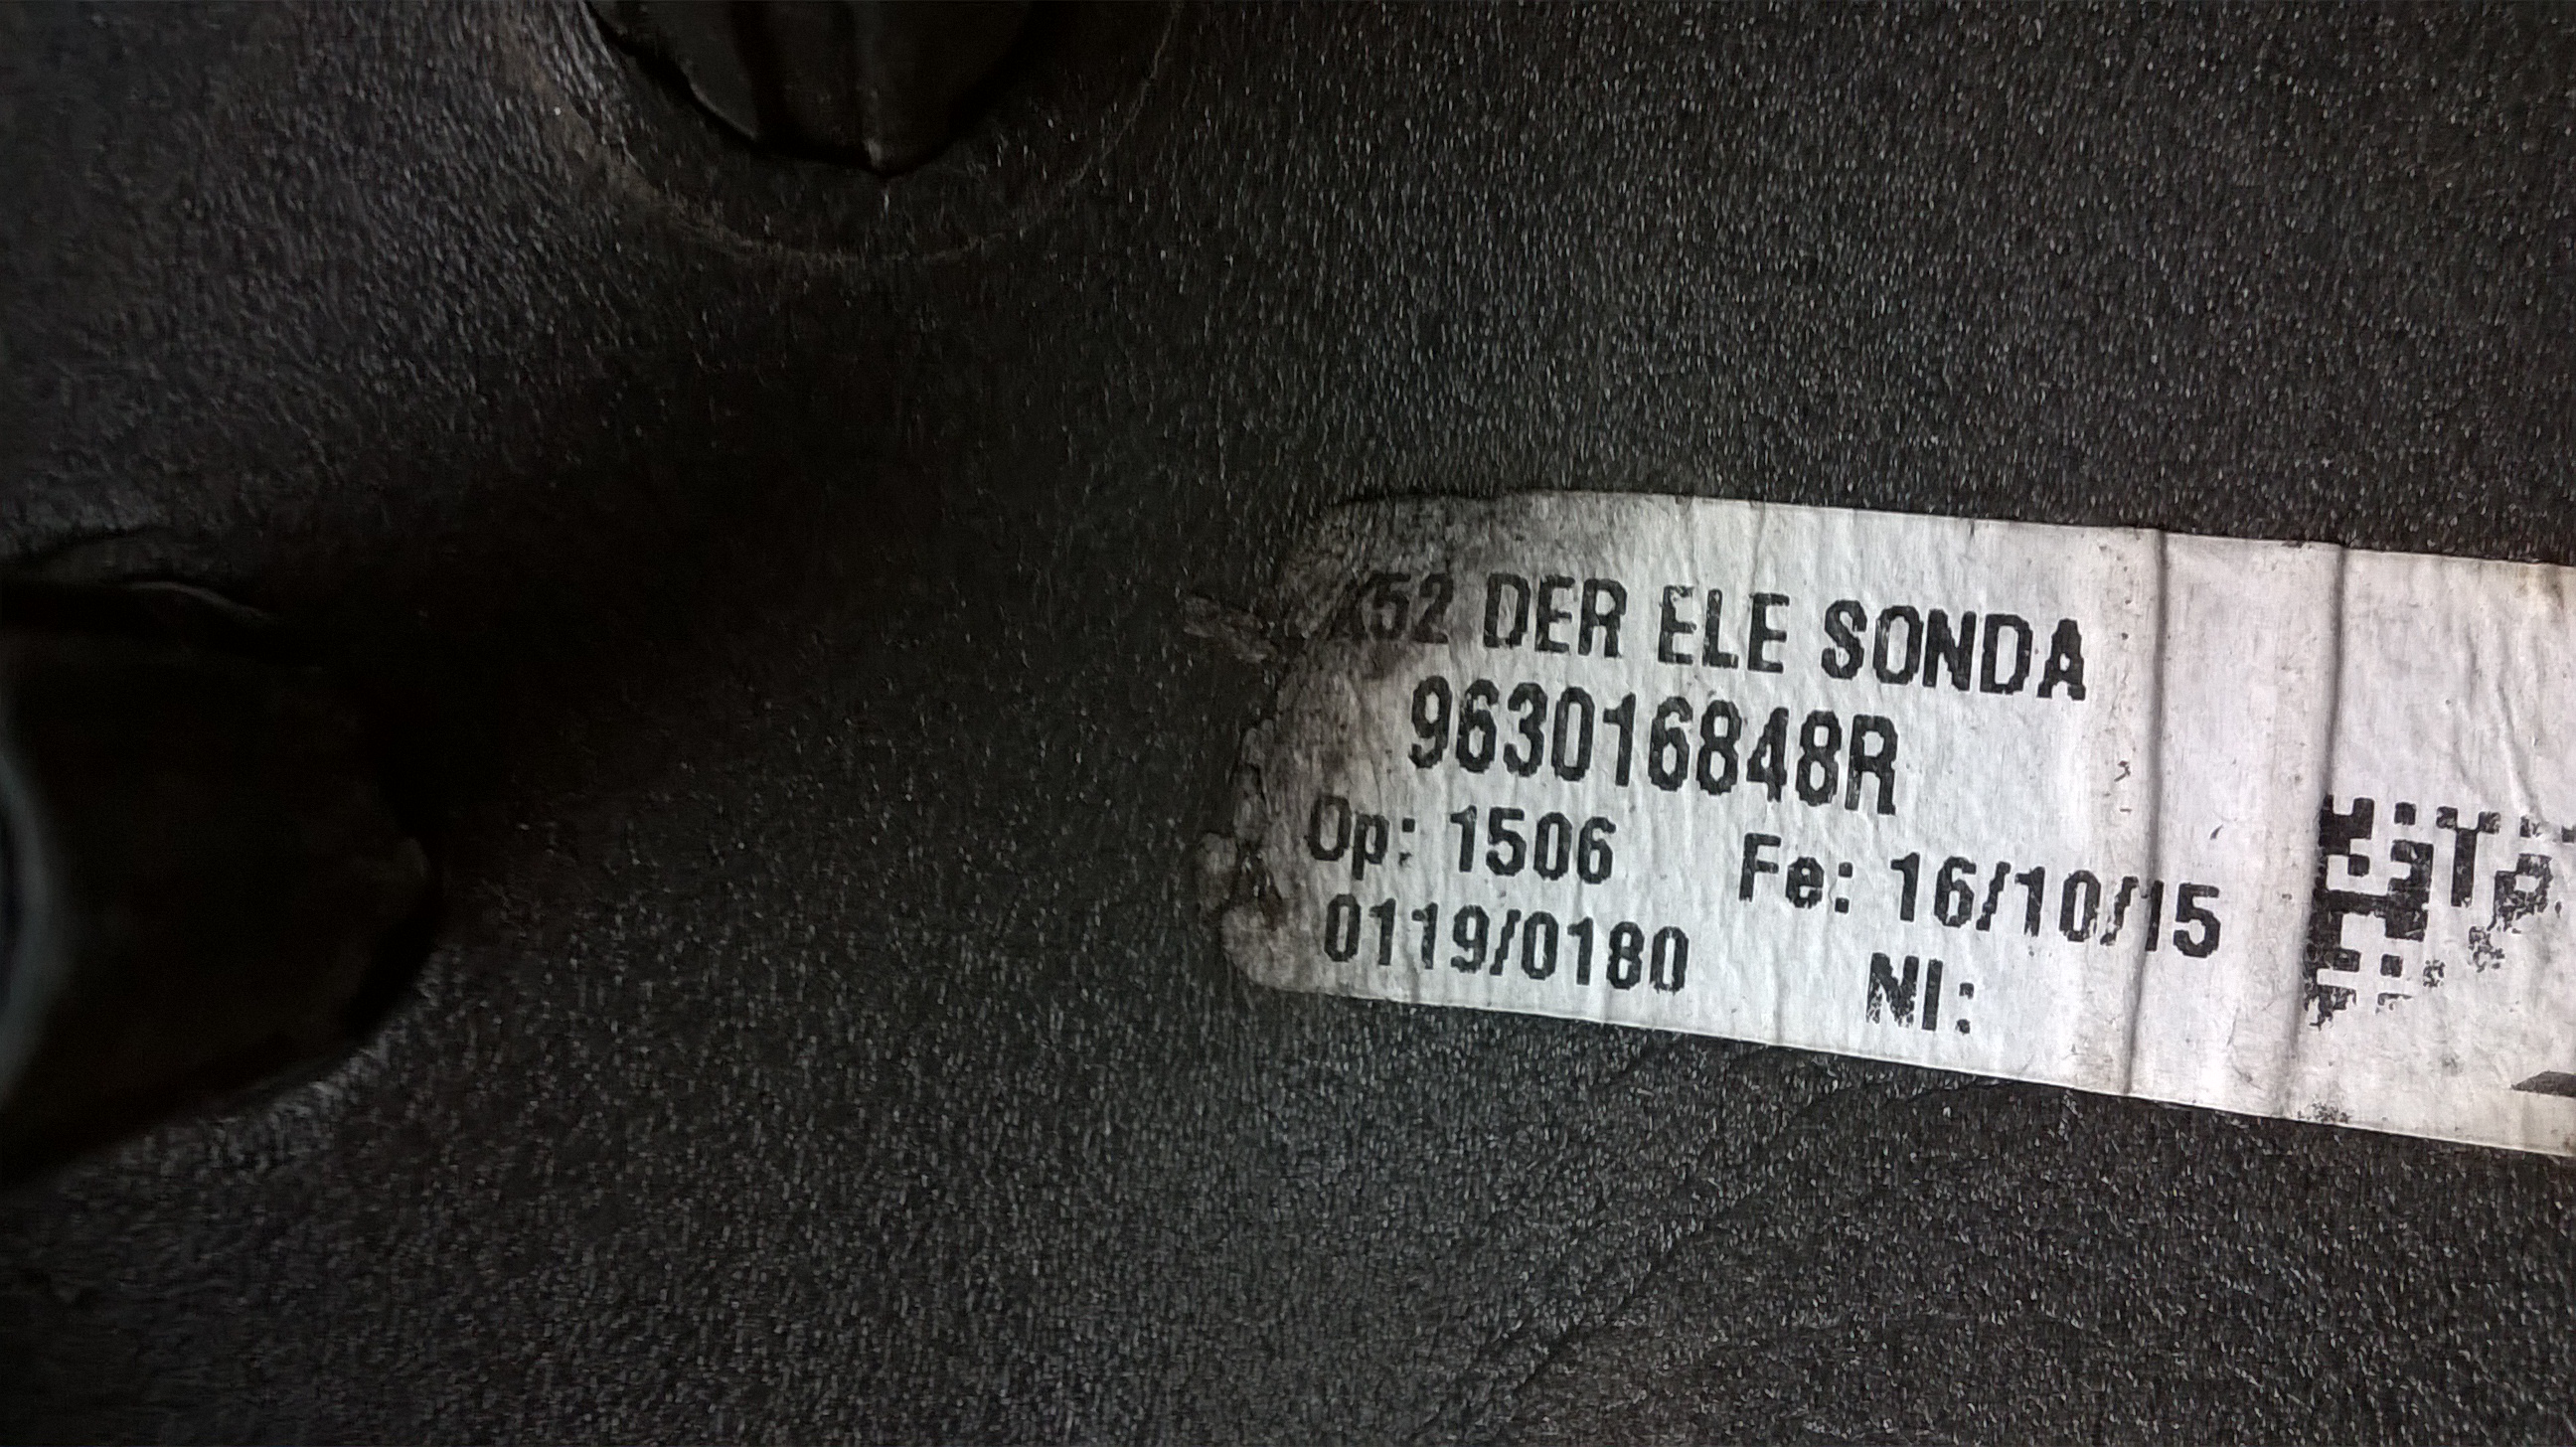 X52 DER ELE SONDA
963016848R
Op: 1506 Fe: 16/10/15
0119/0180 NI: